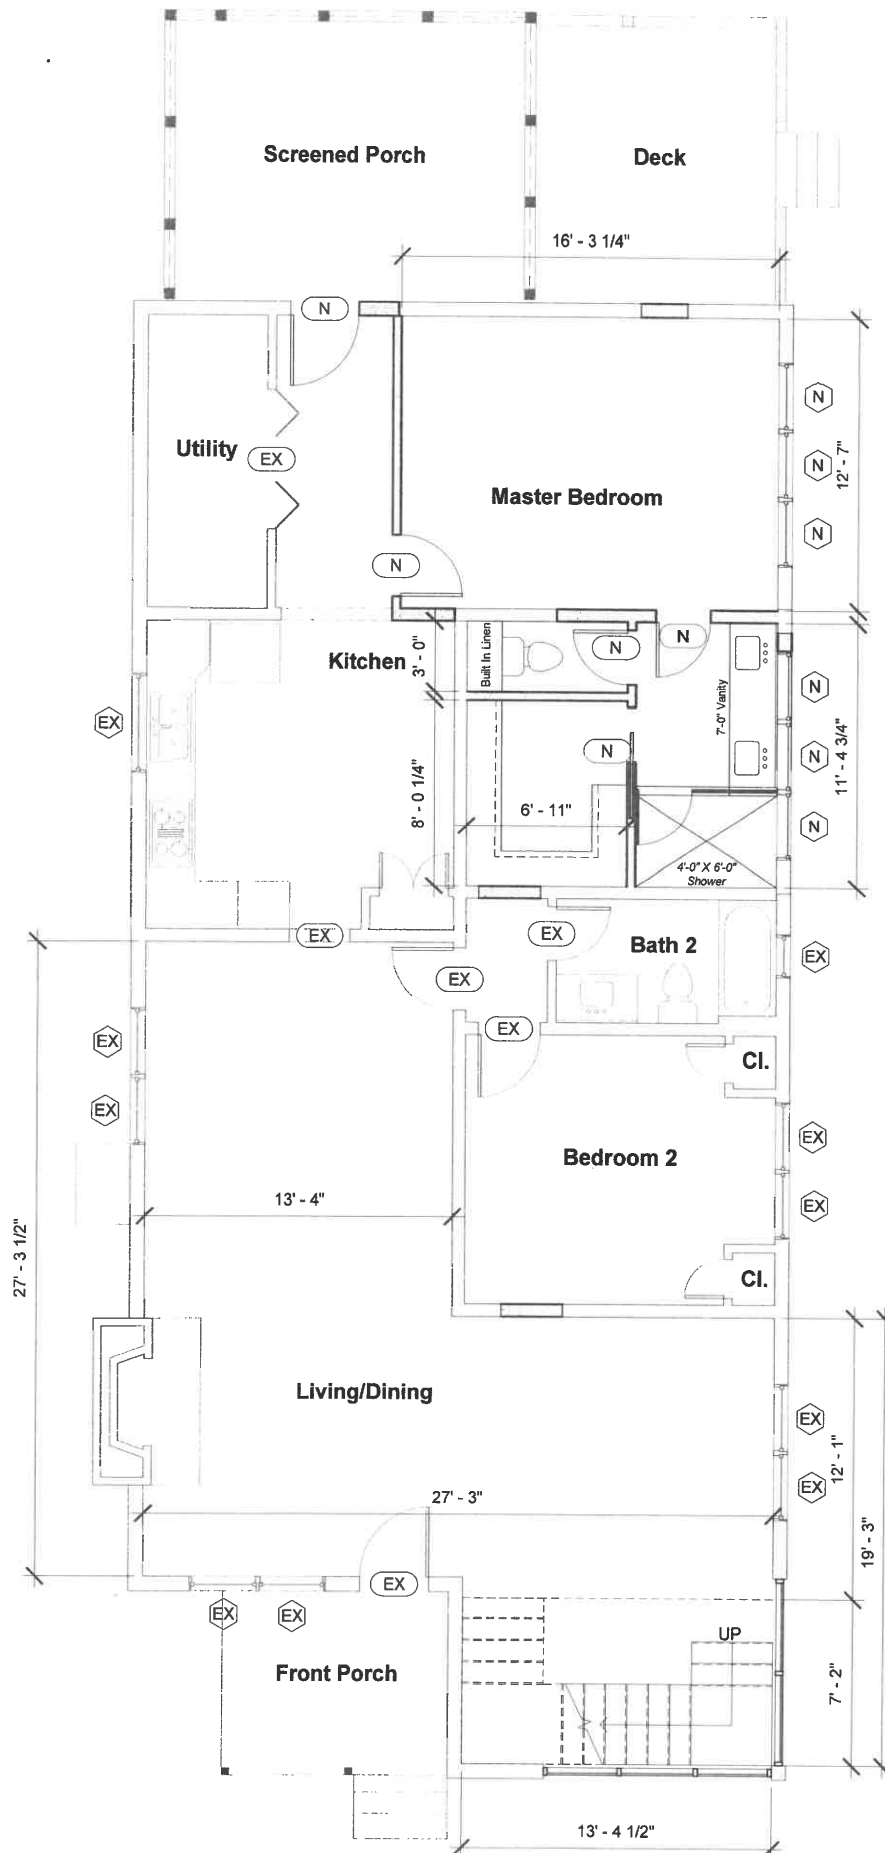 Screened Porch
Deck
16' - 3 1/4"
N
N
Utility
EX
N
12' - 7"
Master Bedroom
N
N
Built In Linen
N
N
Kitchen
3' - 0"
N
EX
7'-0" Vanity
N
N
11' - 4 3/4"
8' - 0 1/4"
6' - 11"
N
4'-0" X 6'-0"
Shower
EX
EX
Bath 2
EX
EX
27' - 3 1/2"
EX
EX
EX
Cl.
Bedroom 2
EX
EX
13' - 4"
Cl.
Living/Dining
EX
12' - 1"
EX
27' - 3"
19' - 3"
EX
EX
EX
UP
Front Porch
7' - 2"
13' - 4 1/2"